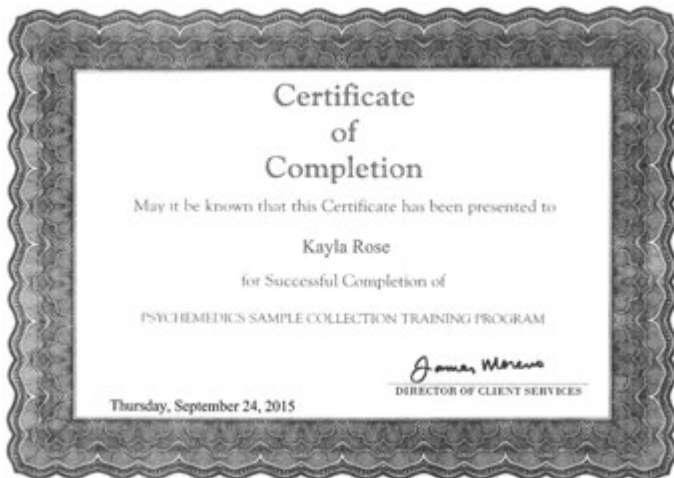 Certificate
of
Completion
May it be known that this Certificate has been presented to
Kayla Rose
for Successful Completion of
PSYCHEMEDICS SAMPLE COLLECTION TRAINING PROGRAM
James Moreno
DIRECTOR OF CLIENT SERVICES
Thursday, September 24, 2015